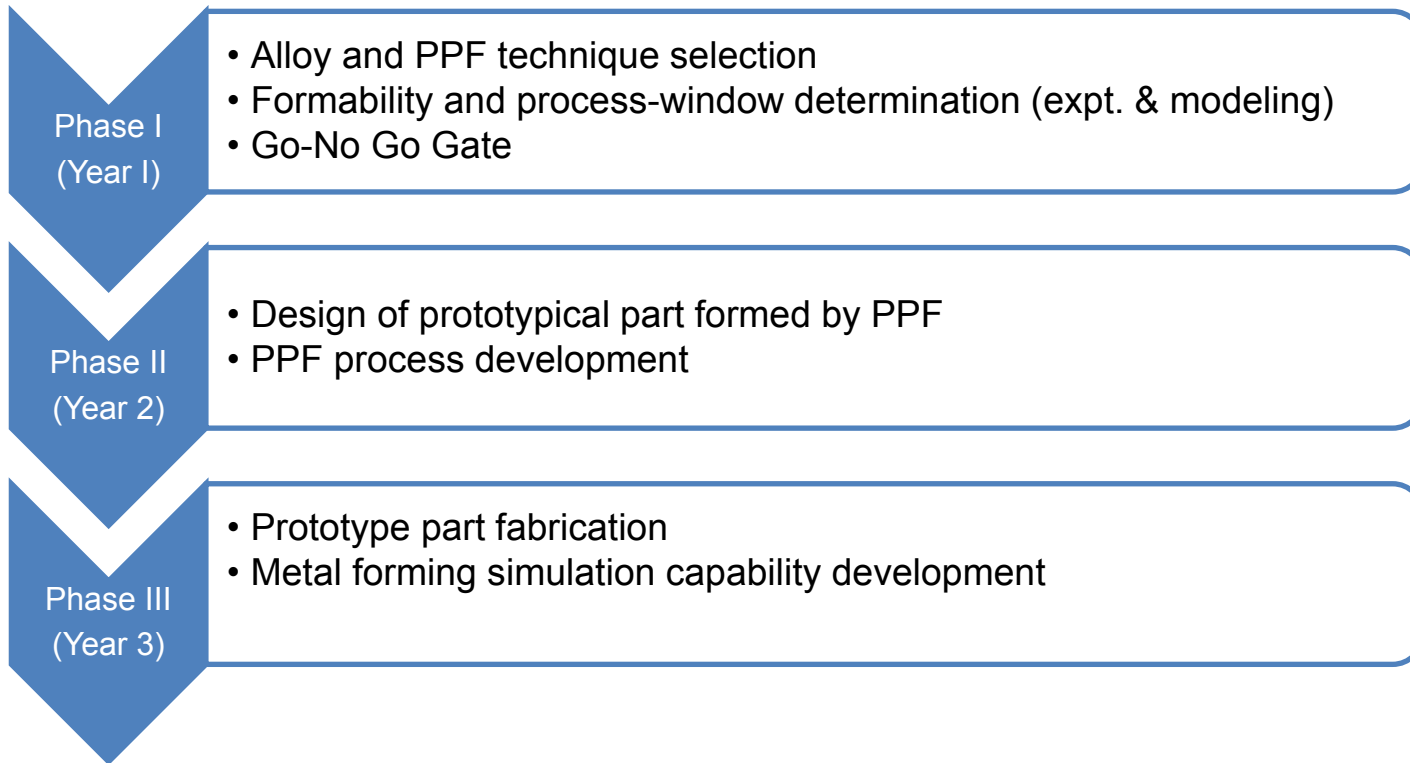 Phase I
(Year I)
• Alloy and PPF technique selection
• Formability and process-window determination (expt. & modeling)
• Go-No Go Gate
Phase II
(Year 2)
• Design of prototypical part formed by PPF
• PPF process development
Phase III
(Year 3)
• Prototype part fabrication
• Metal forming simulation capability development